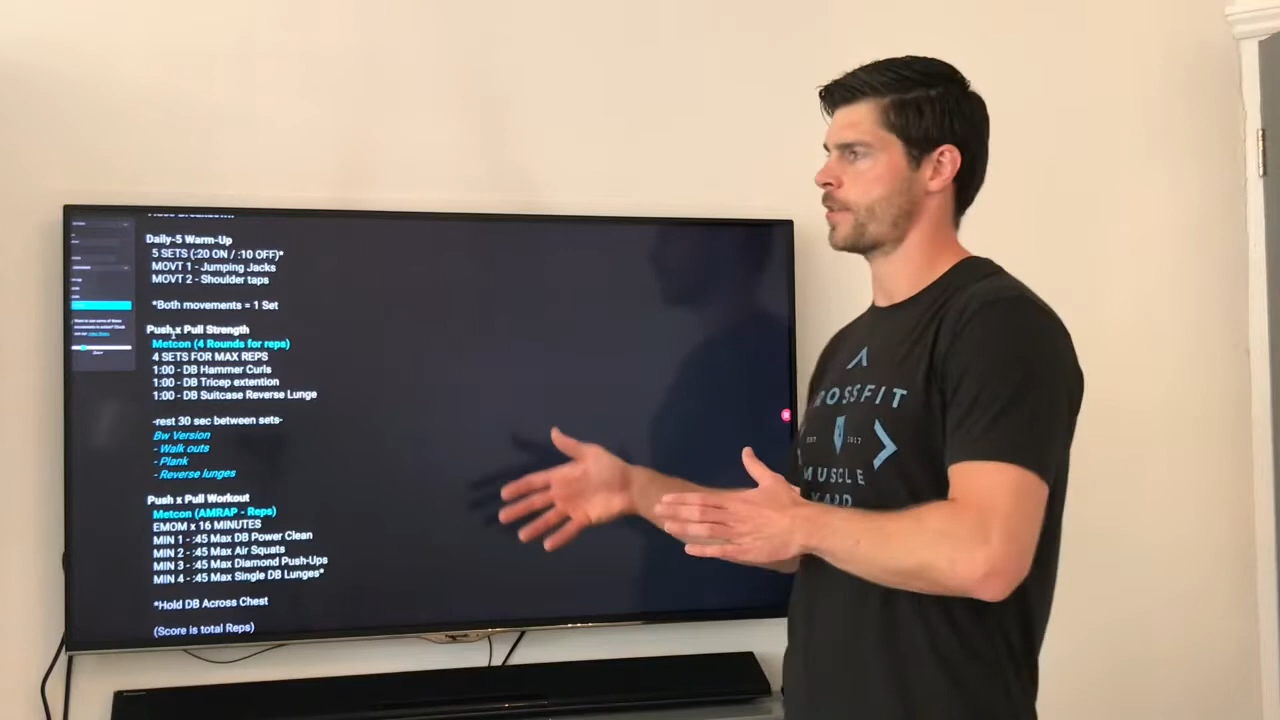 Daily-5 Warm-Up
5 SETS (:20 ON / :10 OFF)*
MOVT 1 - Jumping Jacks
MOVT 2 - Shoulder taps
*Both movements = 1 Set
Push x Pull Strength
Metcon (4 Rounds for reps)
4 SETS FOR MAX REPS
1:00 - DB Hammer Curls
1:00 - DB Tricep extention
1:00 - DB Suitcase Reverse Lunge
-rest 30 sec between sets-
Bw Version
- Walk outs
- Plank
- Reverse lunges
Push x Pull Workout
Metcon (AMRAP - Reps)
EMOM x 16 MINUTES
MIN 1 - :45 Max DB Power Clean
MIN 2 - :45 Max Air Squats
MIN 3 - :45 Max Diamond Push-Ups
MIN 4 - :45 Max Single DB Lunges*
*Hold DB Across Chest
(Score is total Reps)
ROSSFIT
2017
MUSCLE
YARD